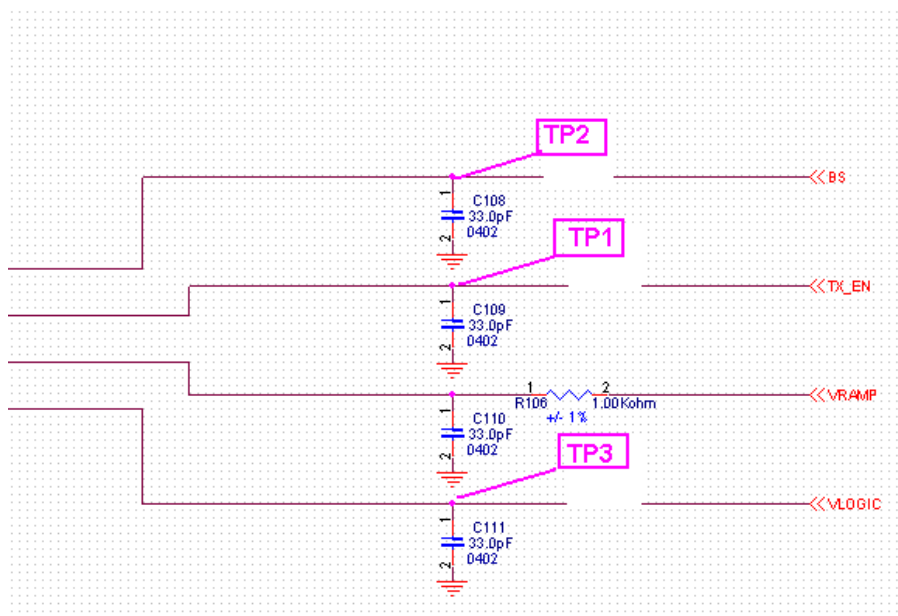 TP2
BS
1
C108
33.0pF
0402
2
TP1
TX_EN
1
C109
33.0pF
0402
2
1 2
VRAMP
R106 1.00Kohm
+/- 1%
1
C110
33.0pF
0402
2
TP3
VLOGIC
1
C111
33.0pF
0402
2